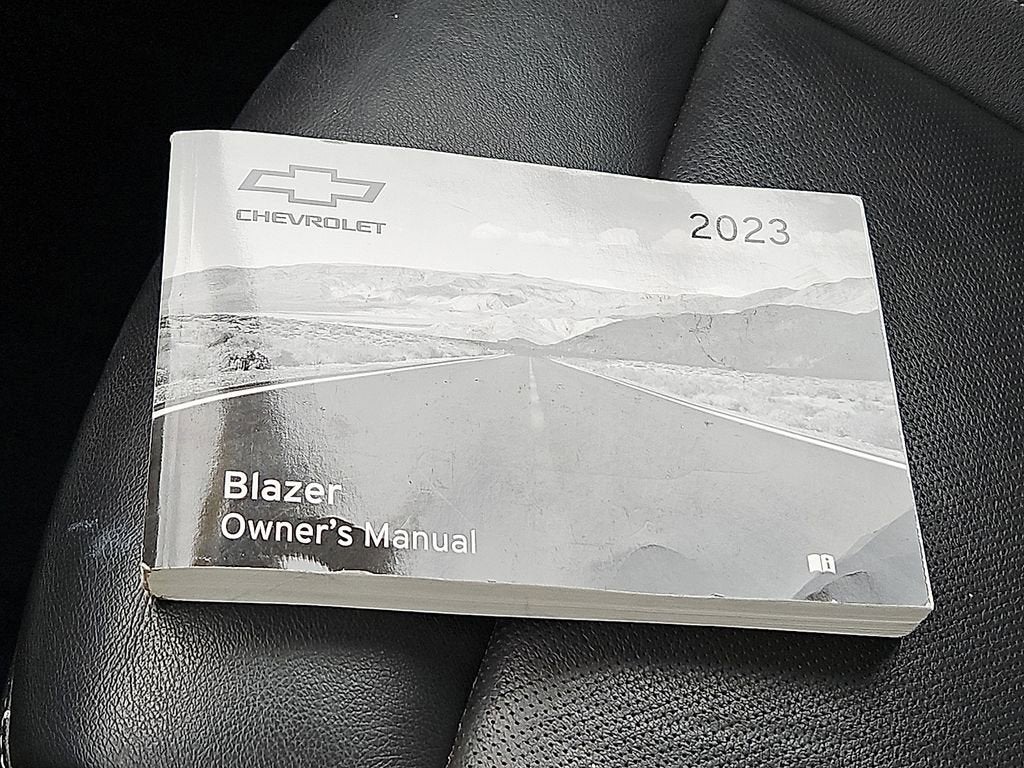 CHEVROLET
2023
Blazer
Owner's Manual